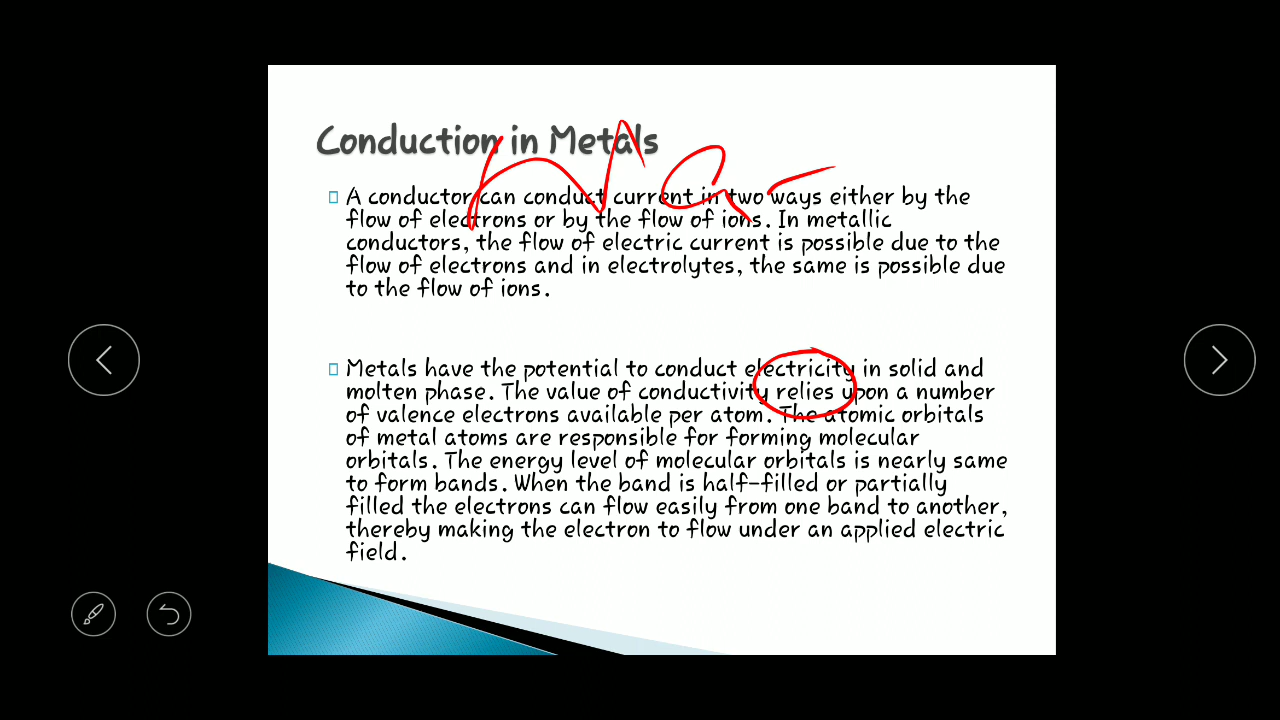 Conduction in Metals
A conductor can conduct current in two ways either by the
flow of electrons or by the flow of ions. In metallic
conductors, the flow of electric current is possible due to the
flow of electrons and in electrolytes, the same is possible due
to the flow of ions.
Metals have the potential to conduct electricity in solid and
molten phase. The value of conductivity relies upon a number
of valence electrons available per atom. The atomic orbitals
of metal atoms are responsible for forming molecular
orbitals. The energy level of molecular orbitals is nearly same
to form bands. When the band is half-filled or partially
filled the electrons can flow easily from one band to another,
thereby making the electron to flow under an applied electric
field.